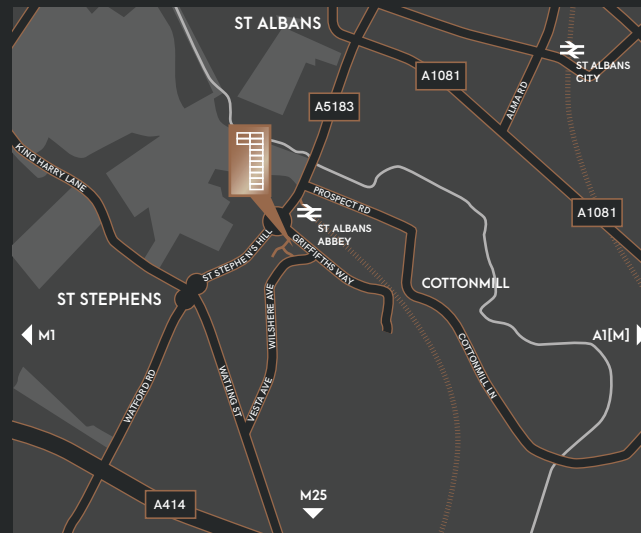 ST ALBANS
ST ALBANS
CITY
A1081
ALMA RD
A5183
KING HARRY LANE
PROSPECT RD
A1081
ST ALBANS
ABBEY
ST STEPHEN'S HILL
GRIFFITHS WAY
COTTONMILL
ST STEPHENS
WILSHERE AVE
M1
A1[M]
COTTONMILL LN
WATFORD RD
WATLING ST
VESTA AVE
A414
M25